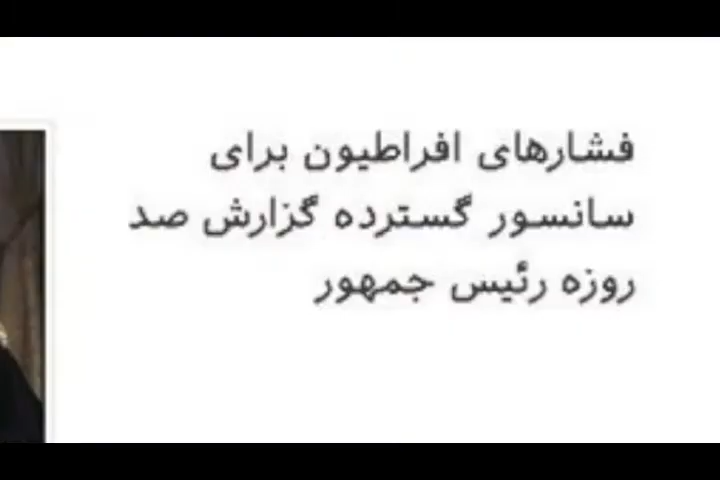 فشارهای افراطیون برای
سانسور گسترده گزارش صد
روزه رئیس جمهور